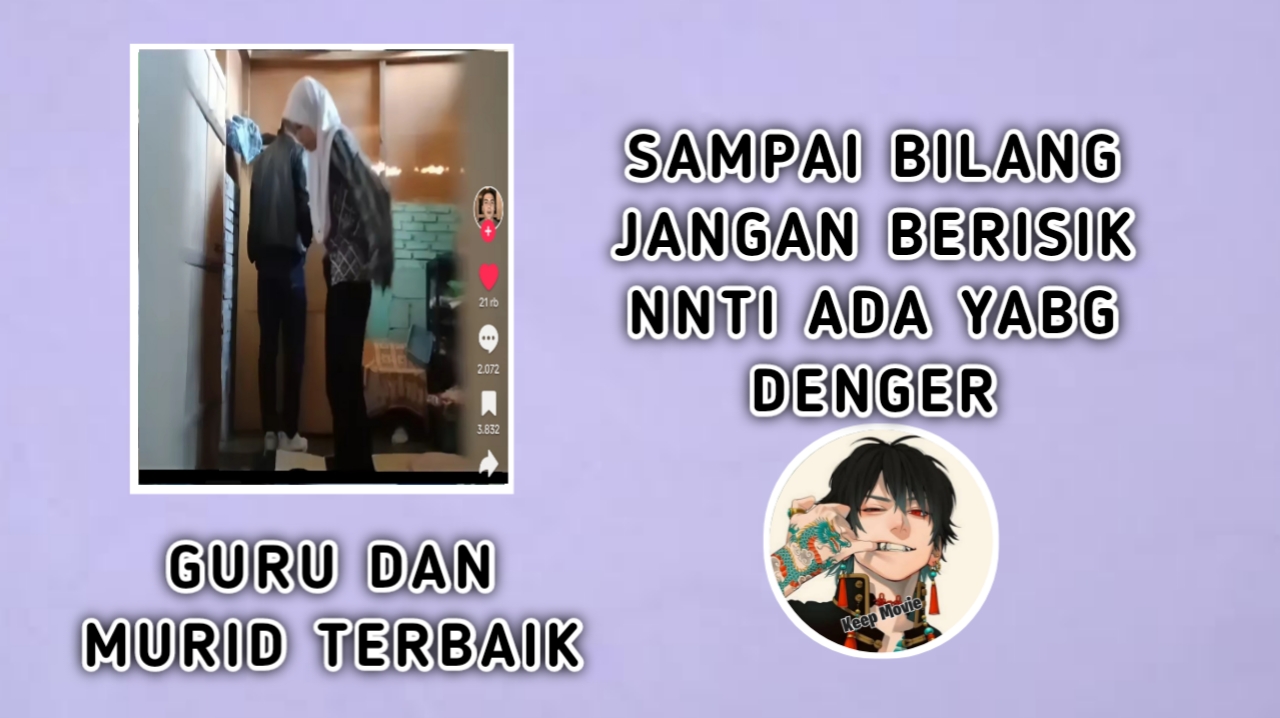 21 rb
2.072
3.832
GURU DAN
MURID TERBAIK
SAMPAI BILANG
JANGAN BERISIK
NNTI ADA YABG
DENGER
Keep Movie